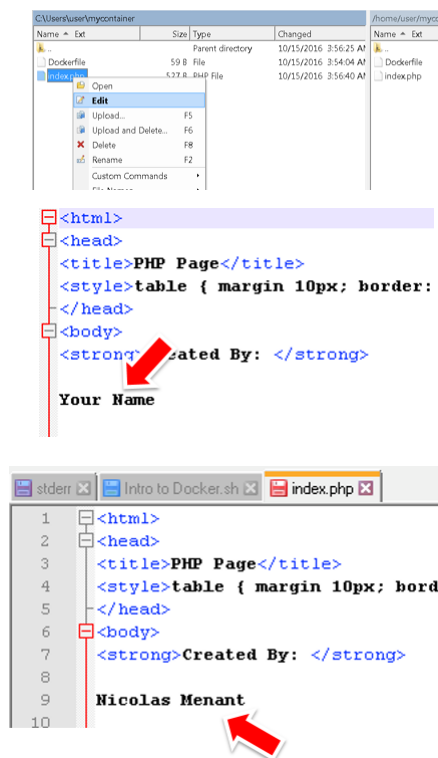 C:\Users\user\mycontainer
/home/user/myco
Name Ext Size Type Changed
Name Ext
.. Parent directory 10/15/2016 3:56:25 AM
..
Dockerfile 59 B File 10/15/2016 3:54:04 AM
Dockerfile
index.php 527 B PHP File 10/15/2016 3:56:40 AM
index.php
Open
Edit
Upload... F5
Upload and Delete... F6
Delete F8
Rename F2
Custom Commands
File Names
<html>
<head>
<title>PHP Page</title>
<style>table { margin 10px; border:
</head>
<body>
<strong> eated By: </strong>
Your Name
stderr Intro to Docker.sh index.php
1 <html>
2 <head>
3 <title>PHP Page</title>
4 <style>table { margin 10px; bord
5 </head>
6 <body>
7 <strong>Created By: </strong>
8
9 Nicolas Menant
10